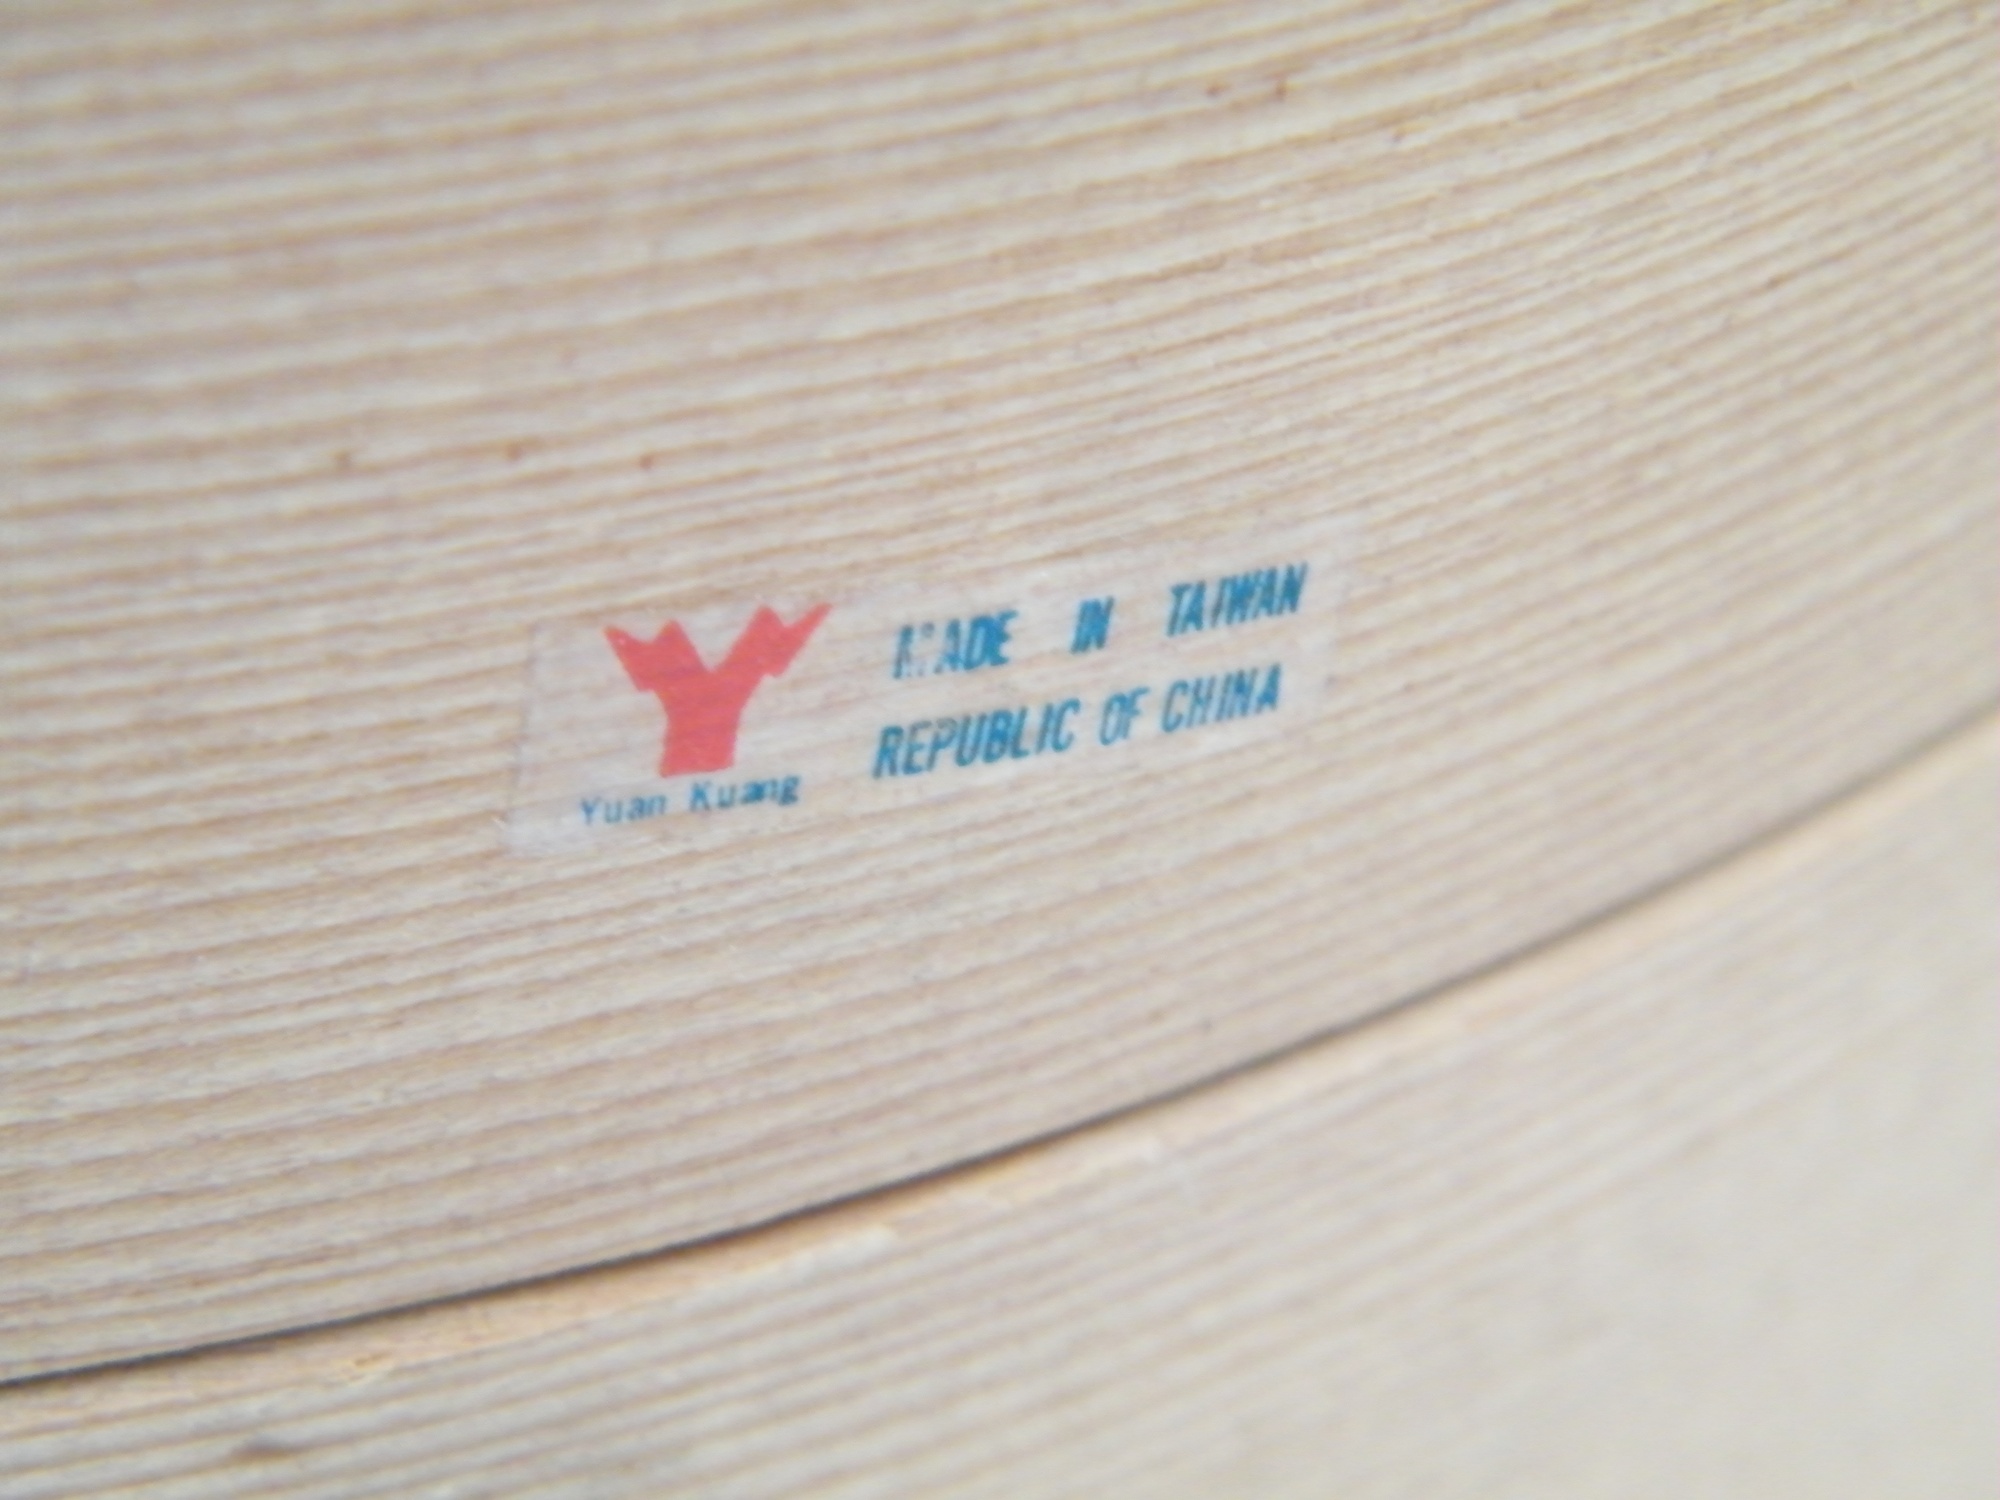 Y
Yuan Kuang
MADE IN TAIWAN
REPUBLIC OF CHINA